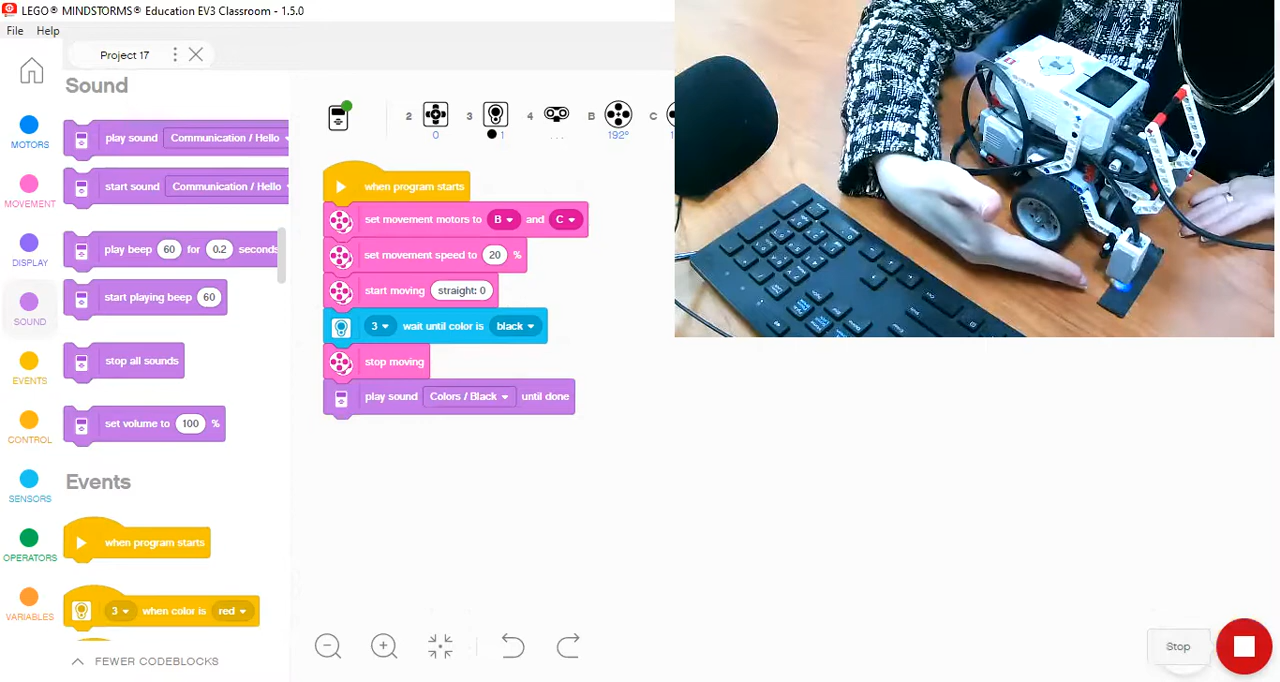 LEGO® MINDSTORMS® Education EV3 Classroom - 1.5.0
File Help
Project 17
MOTORS
MOVEMENT
DISPLAY
SOUND
EVENTS
CONTROL
SENSORS
OPERATORS
VARIABLES
Sound
play sound Communication / Hello
start sound Communication / Hello
play beep 60 for 0.2 seconds
start playing beep 60
stop all sounds
set volume to 100 %
Events
when program starts
3 when color is red
FEWER CODEBLOCKS
2 3 4 B C
0 1 ... 192°
when program starts
set movement motors to B and C
set movement speed to 20 %
start moving straight: 0
3 wait until color is black
stop moving
play sound Colors / Black until done
Stop